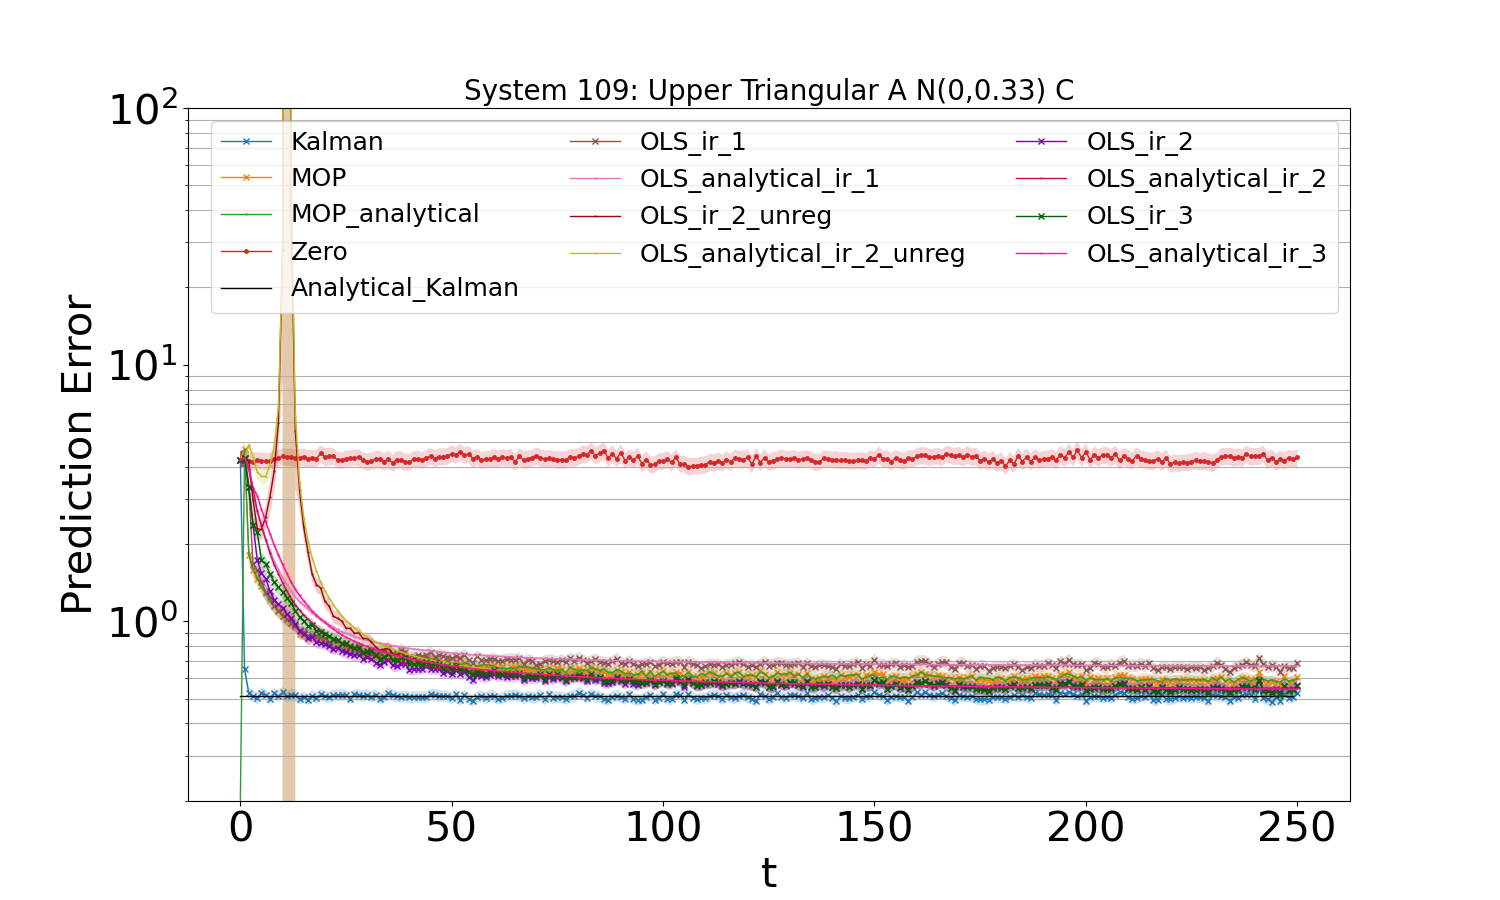 System 109: Upper Triangular A N(0,0.33) C
Kalman
MOP
MOP_analytical
Zero
Analytical_Kalman
OLS_ir_1
OLS_analytical_ir_1
OLS_ir_2_unreg
OLS_analytical_ir_2_unreg
OLS_ir_2
OLS_analytical_ir_2
OLS_ir_3
OLS_analytical_ir_3
Prediction Error
10²
10¹
10⁰
0 50 100 150 200 250
t